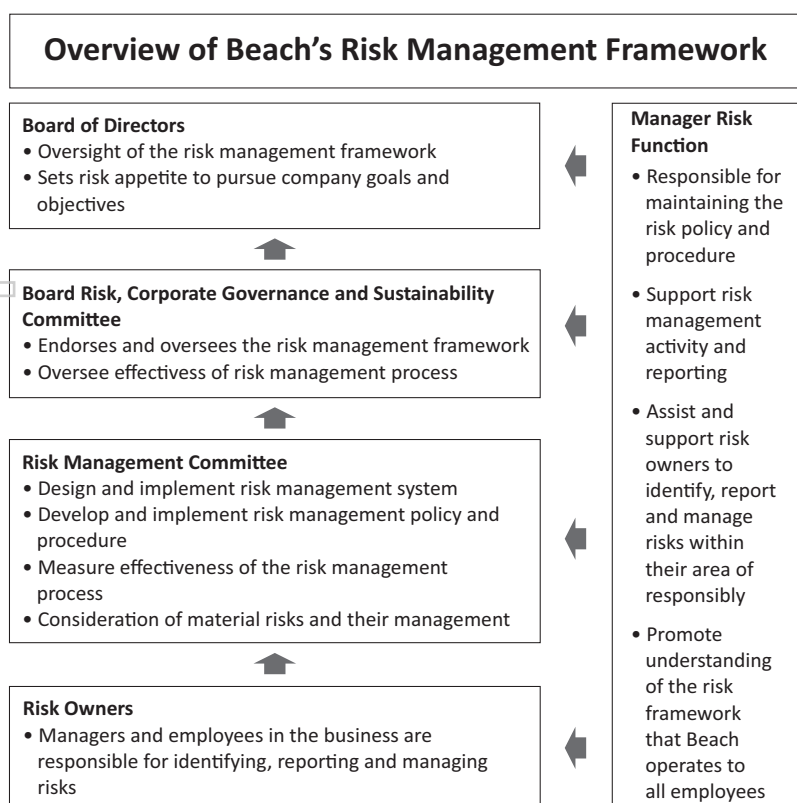 Overview of Beach's Risk Management Framework
Board of Directors
• Oversight of the risk management framework
• Sets risk appetite to pursue company goals and
objectives
Board Risk, Corporate Governance and Sustainability
Committee
• Endorses and oversees the risk management framework
• Oversee effectivess of risk management process
Risk Management Committee
• Design and implement risk management system
• Develop and implement risk management policy and
procedure
• Measure effectiveness of the risk management
process
• Consideration of material risks and their management
Risk Owners
• Managers and employees in the business are
responsible for identifying, reporting and managing
risks
Manager Risk
Function
• Responsible for
maintaining the
risk policy and
procedure
• Support risk
management
activity and
reporting
• Assist and
support risk
owners to
identify, report
and manage
risks within
their area of
responsibly
• Promote
understanding
of the risk
framework
that Beach
operates to
all employees